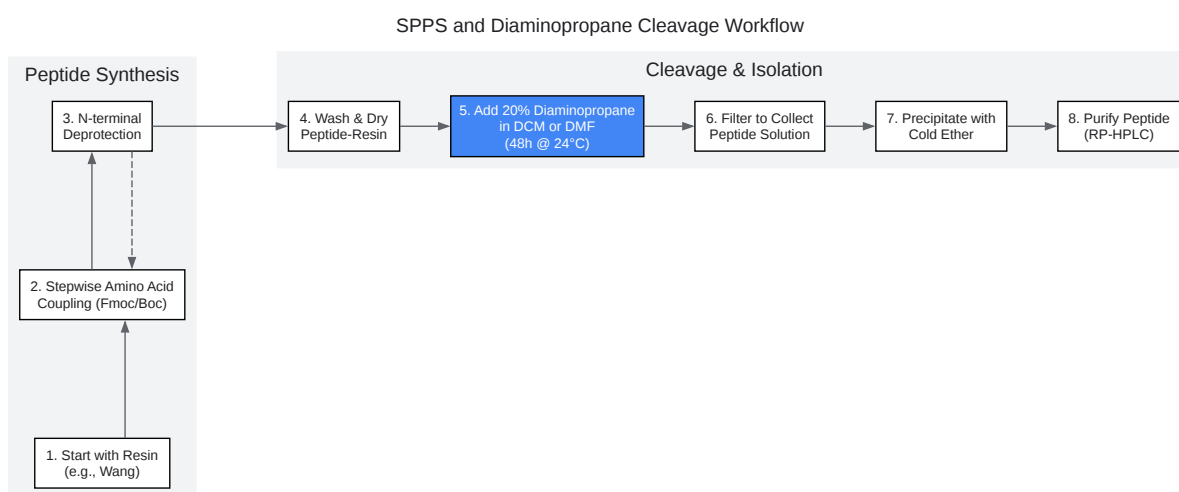 SPPS and Diaminopropane Cleavage Workflow
Peptide Synthesis
3. N-terminal
Deprotection
2. Stepwise Amino Acid
Coupling (Fmoc/Boc)
1. Start with Resin
(e.g., Wang)
Cleavage & Isolation
4. Wash & Dry
Peptide-Resin
5. Add 20% Diaminopropane
in DCM or DMF
(48h @ 24°C)
6. Filter to Collect
Peptide Solution
7. Precipitate with
Cold Ether
8. Purify Peptide
(RP-HPLC)